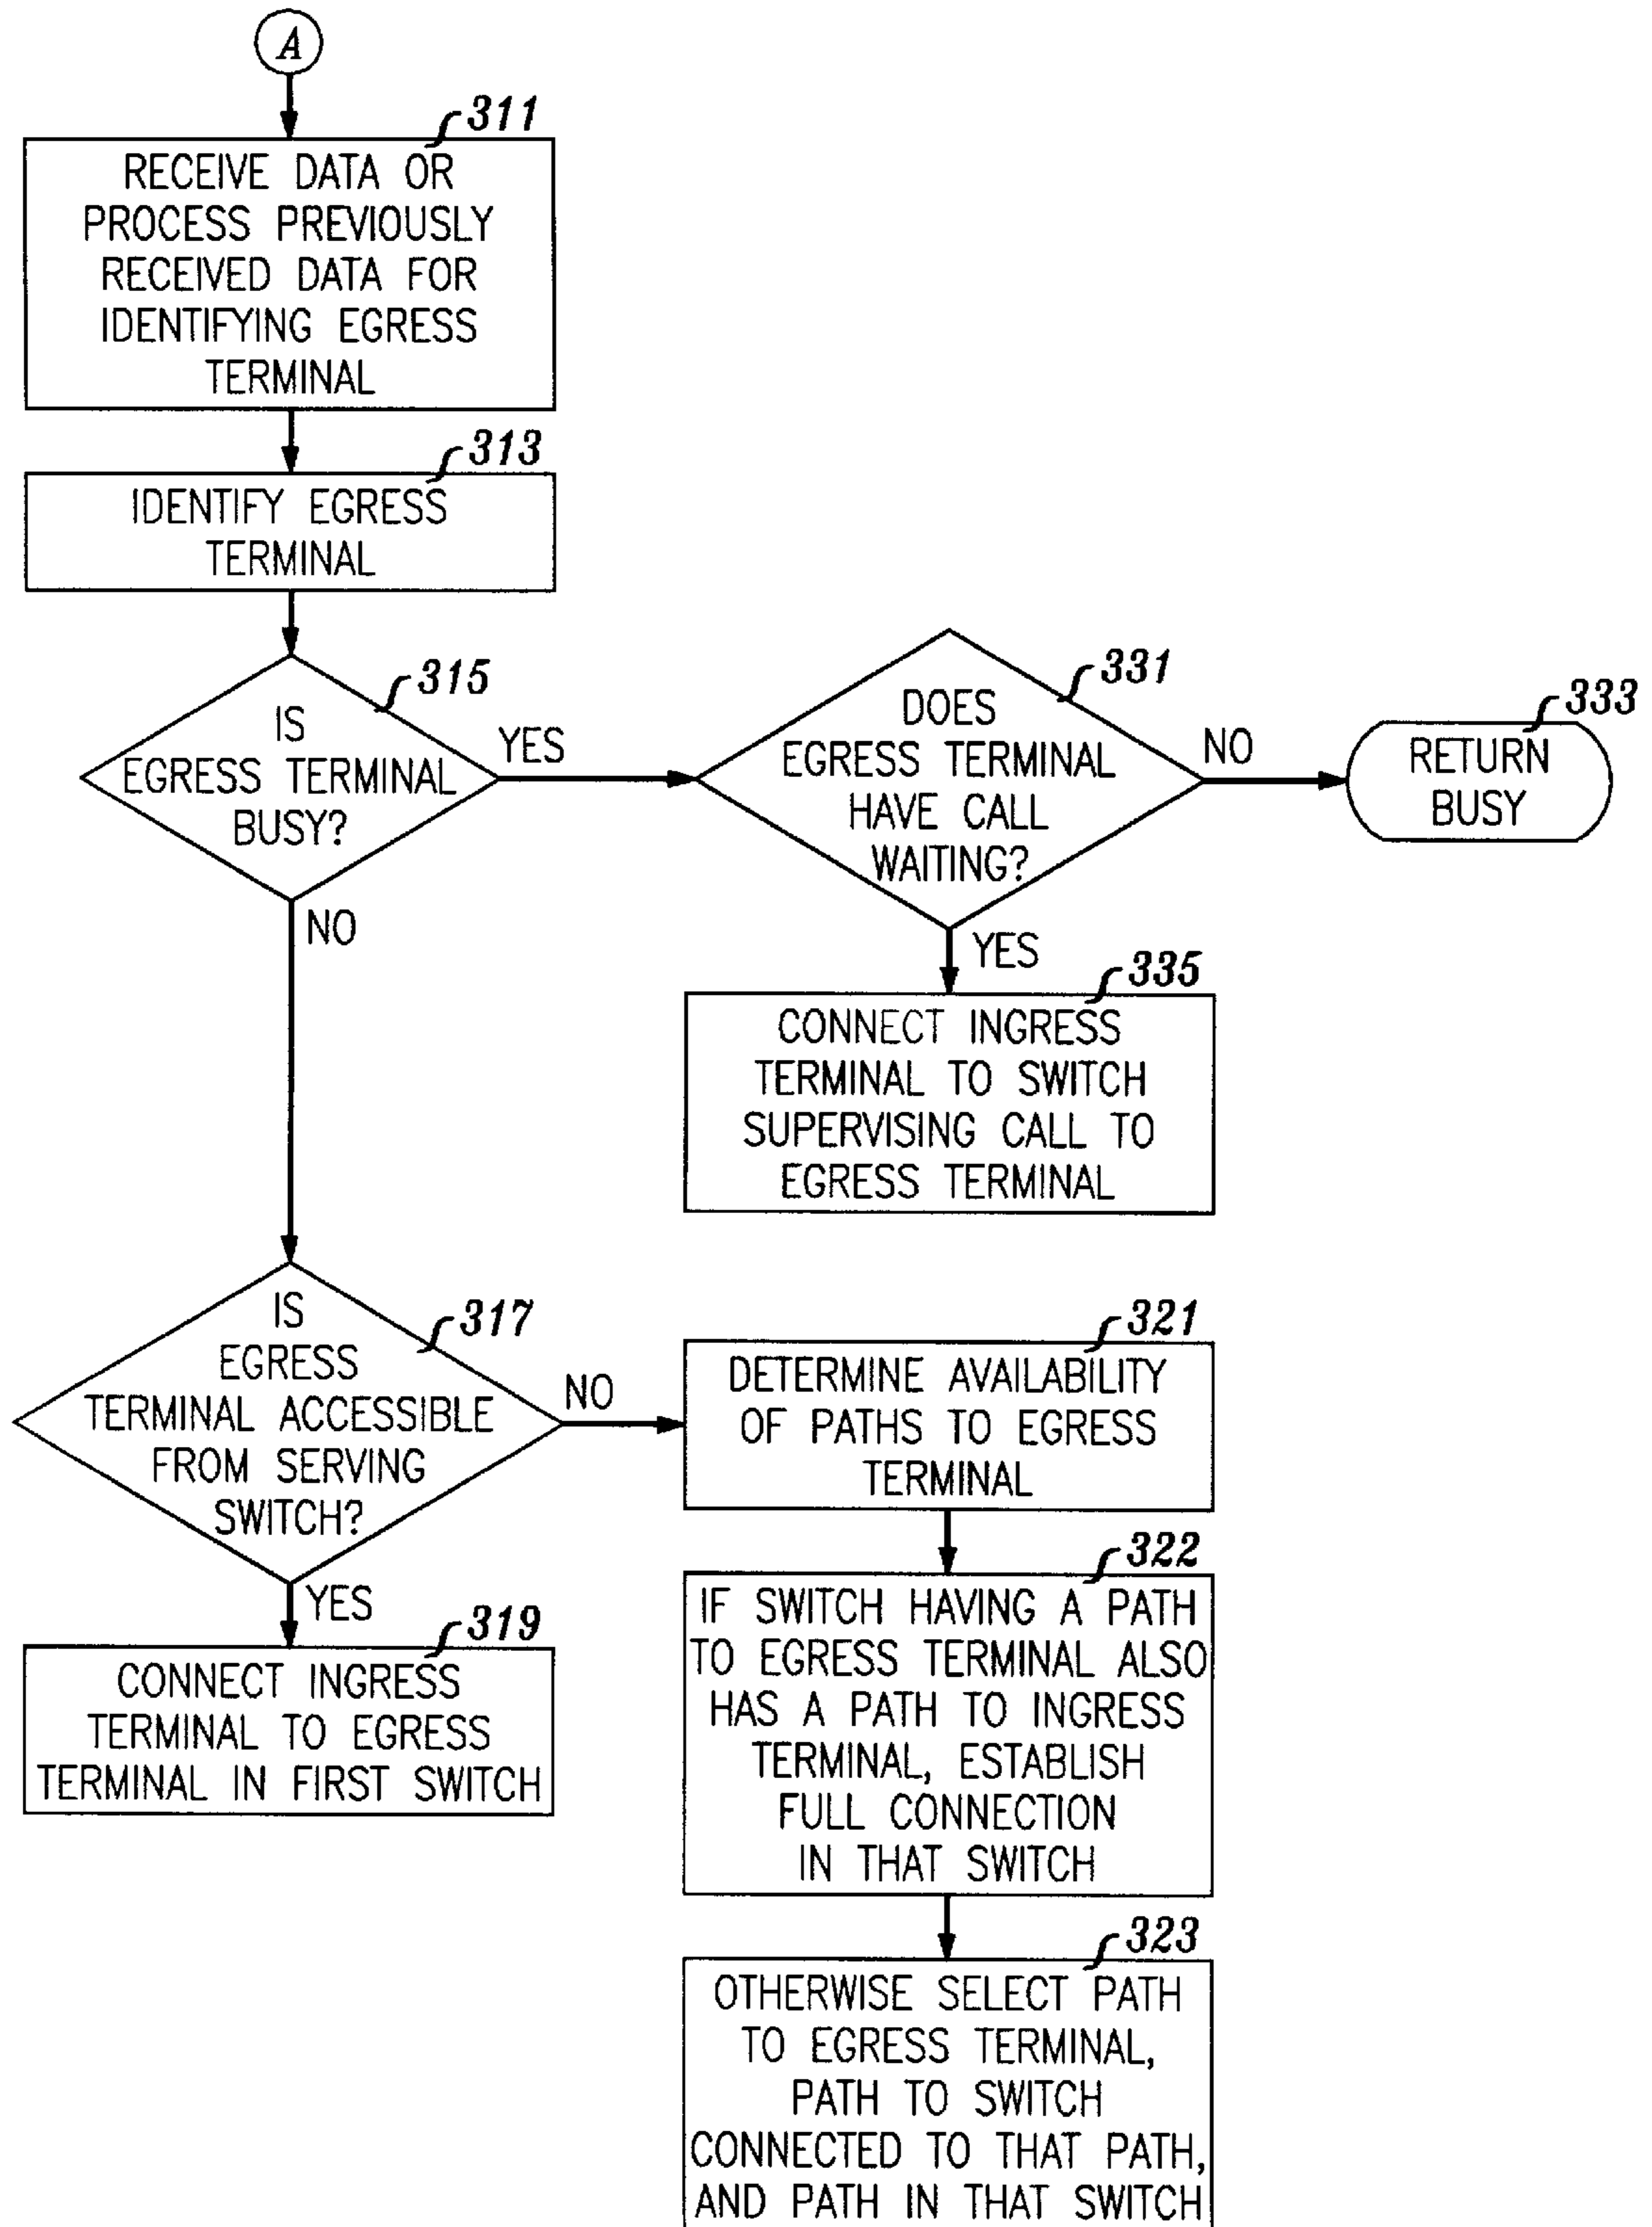 A
311
RECEIVE DATA OR
PROCESS PREVIOUSLY
RECEIVED DATA FOR
IDENTIFYING EGRESS
TERMINAL
313
IDENTIFY EGRESS
TERMINAL
315
IS
EGRESS TERMINAL
BUSY?
YES
NO
331
DOES
EGRESS TERMINAL
HAVE CALL
WAITING?
NO
YES
333
RETURN
BUSY
335
CONNECT INGRESS
TERMINAL TO SWITCH
SUPERVISING CALL TO
EGRESS TERMINAL
317
IS
EGRESS
TERMINAL ACCESSIBLE
FROM SERVING
SWITCH?
NO
YES
319
CONNECT INGRESS
TERMINAL TO EGRESS
TERMINAL IN FIRST SWITCH
321
DETERMINE AVAILABILITY
OF PATHS TO EGRESS
TERMINAL
322
IF SWITCH HAVING A PATH
TO EGRESS TERMINAL ALSO
HAS A PATH TO INGRESS
TERMINAL, ESTABLISH
FULL CONNECTION
IN THAT SWITCH
323
OTHERWISE SELECT PATH
TO EGRESS TERMINAL,
PATH TO SWITCH
CONNECTED TO THAT PATH,
AND PATH IN THAT SWITCH